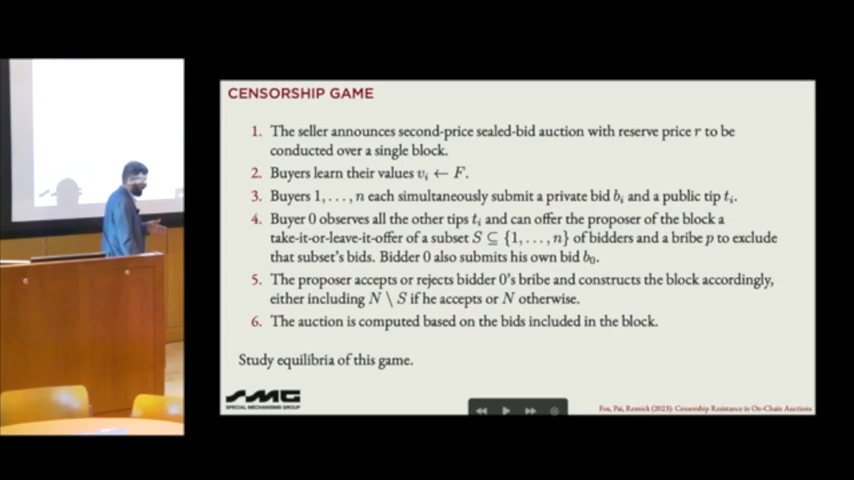 CENSORSHIP GAME
1. The seller announces second-price sealed-bid auction with reserve price r to be
conducted over a single block.
2. Buyers learn their values vᵢ ← F.
3. Buyers 1, . . . , n each simultaneously submit a private bid bᵢ and a public tip tᵢ.
4. Buyer 0 observes all the other tips tᵢ and can offer the proposer of the block a
take-it-or-leave-it-offer of a subset S ⊆ {1, . . . , n} of bidders and a bribe p to exclude
that subset's bids. Bidder 0 also submits his own bid b₀.
5. The proposer accepts or rejects bidder 0's bribe and constructs the block accordingly,
either including N \ S if he accepts or N otherwise.
6. The auction is computed based on the bids included in the block.
Study equilibria of this game.
SMG
SPECIAL MECHANISMS GROUP
Fox, Pai, Resnick (2023): Censorship Resistance in On-Chain Auctions